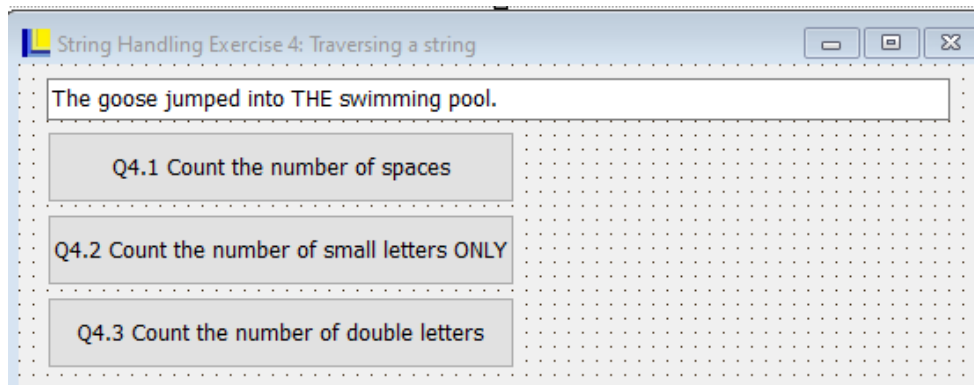 String Handling Exercise 4: Traversing a string
The goose jumped into THE swimming pool.
Q4.1 Count the number of spaces
Q4.2 Count the number of small letters ONLY
Q4.3 Count the number of double letters